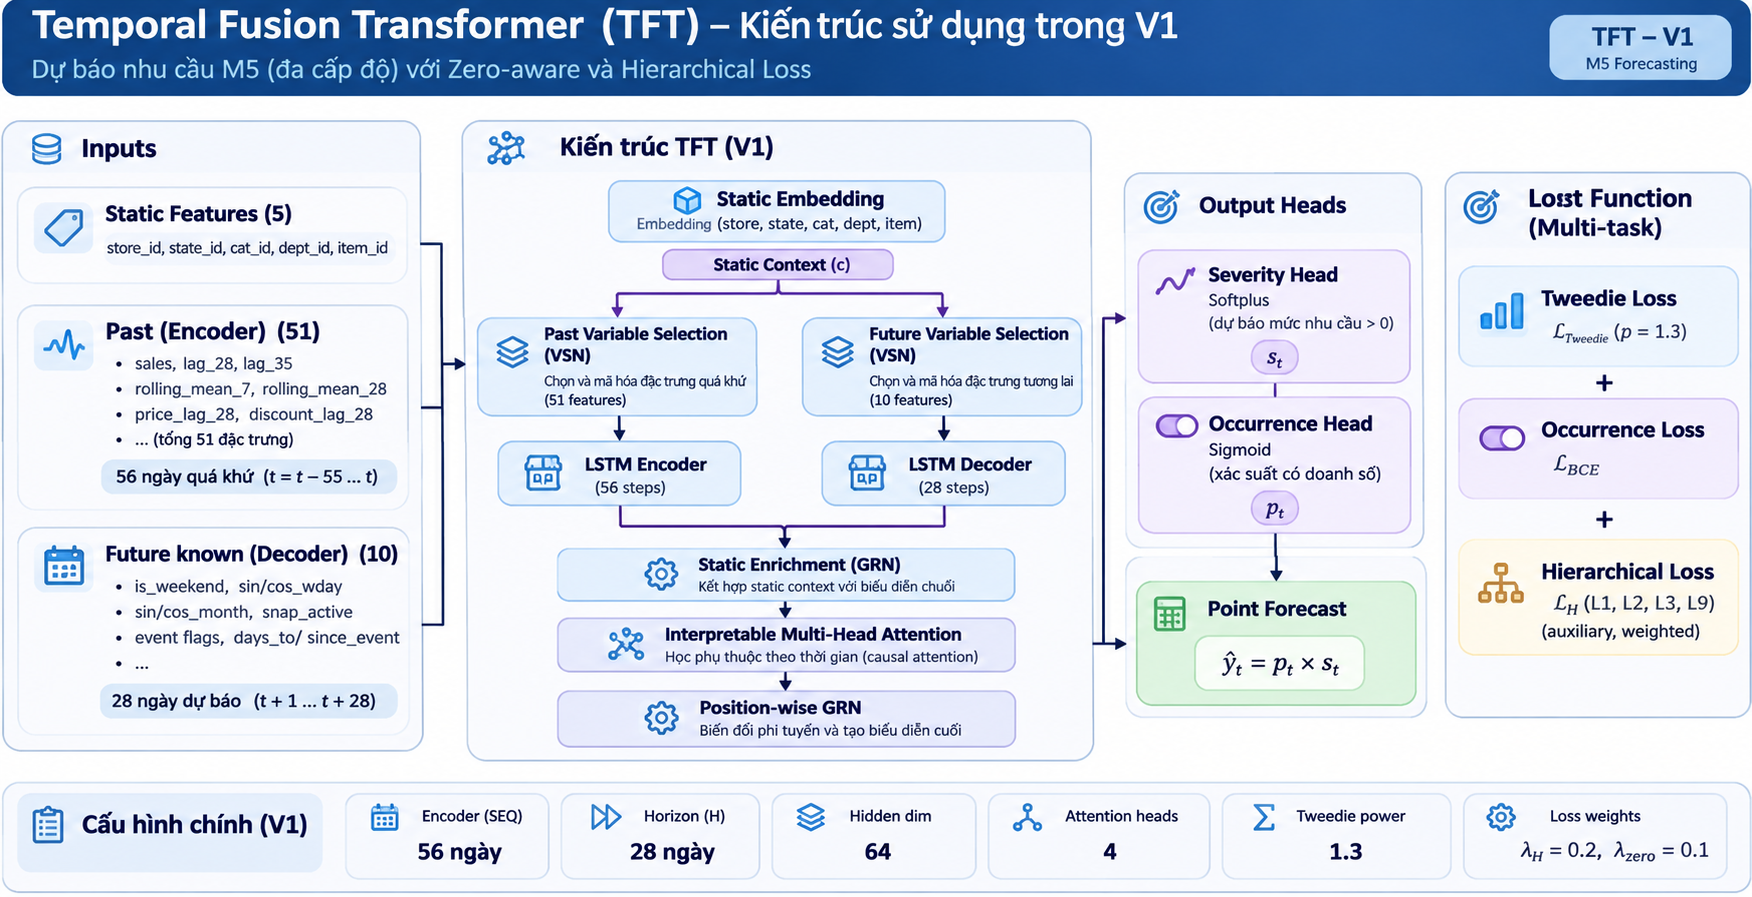 Temporal Fusion Transformer (TFT) – Kiến trúc sử dụng trong V1
Dự báo nhu cầu M5 (đa cấp độ) với Zero-aware và Hierarchical Loss
TFT – V1
M5 Forecasting
Inputs
Static Features (5)
store_id, state_id, cat_id, dept_id, item_id
Past (Encoder) (51)
• sales, lag_28, lag_35
• rolling_mean_7, rolling_mean_28
• price_lag_28, discount_lag_28
• ... (tổng 51 đặc trưng)
56 ngày quá khứ (t = t – 55 ... t)
Future known (Decoder) (10)
• is_weekend, sin/cos_wday
• sin/cos_month, snap_active
• event flags, days_to/ since_event
• ...
28 ngày dự báo (t + 1 ... t + 28)
Kiến trúc TFT (V1)
Static Embedding
Embedding (store, state, cat, dept, item)
Static Context (c)
Past Variable Selection
(VSN)
Chọn và mã hóa đặc trưng quá khứ
(51 features)
Future Variable Selection
(VSN)
Chọn và mã hóa đặc trưng tương lai
(10 features)
LSTM Encoder
(56 steps)
LSTM Decoder
(28 steps)
Static Enrichment (GRN)
Kết hợp static context với biểu diễn chuỗi
Interpretable Multi-Head Attention
Học phụ thuộc theo thời gian (causal attention)
Position-wise GRN
Biến đổi phi tuyến và tạo biểu diễn cuối
Output Heads
Severity Head
Softplus
(dự báo mức nhu cầu > 0)
s_t
Occurrence Head
Sigmoid
(xác suất có doanh số)
p_t
Point Forecast
ŷ_t = p_t × s_t
Losst Function
(Multi-task)
Tweedie Loss
ℒ_Tweedie (p = 1.3)
+
Occurrence Loss
ℒ_BCE
+
Hierarchical Loss
ℒ_H (L1, L2, L3, L9)
(auxiliary, weighted)
Cấu hình chính (V1)
Encoder (SEQ)
56 ngày
Horizon (H)
28 ngày
Hidden dim
64
Attention heads
4
Tweedie power
1.3
Loss weights
λ_H = 0.2, λ_zero = 0.1